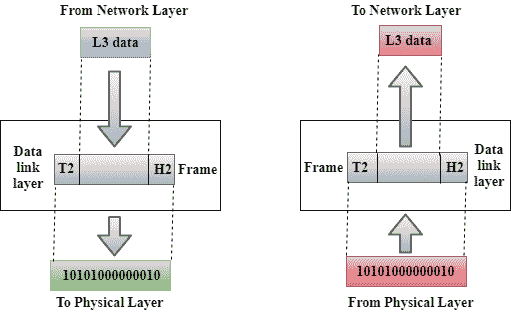 From Network Layer
L3 data
Data
link
layer
T2
H2
Frame
10101000000010
To Physical Layer
To Network Layer
L3 data
Frame
T2
H2
Data
link
layer
10101000000010
From Physical Layer